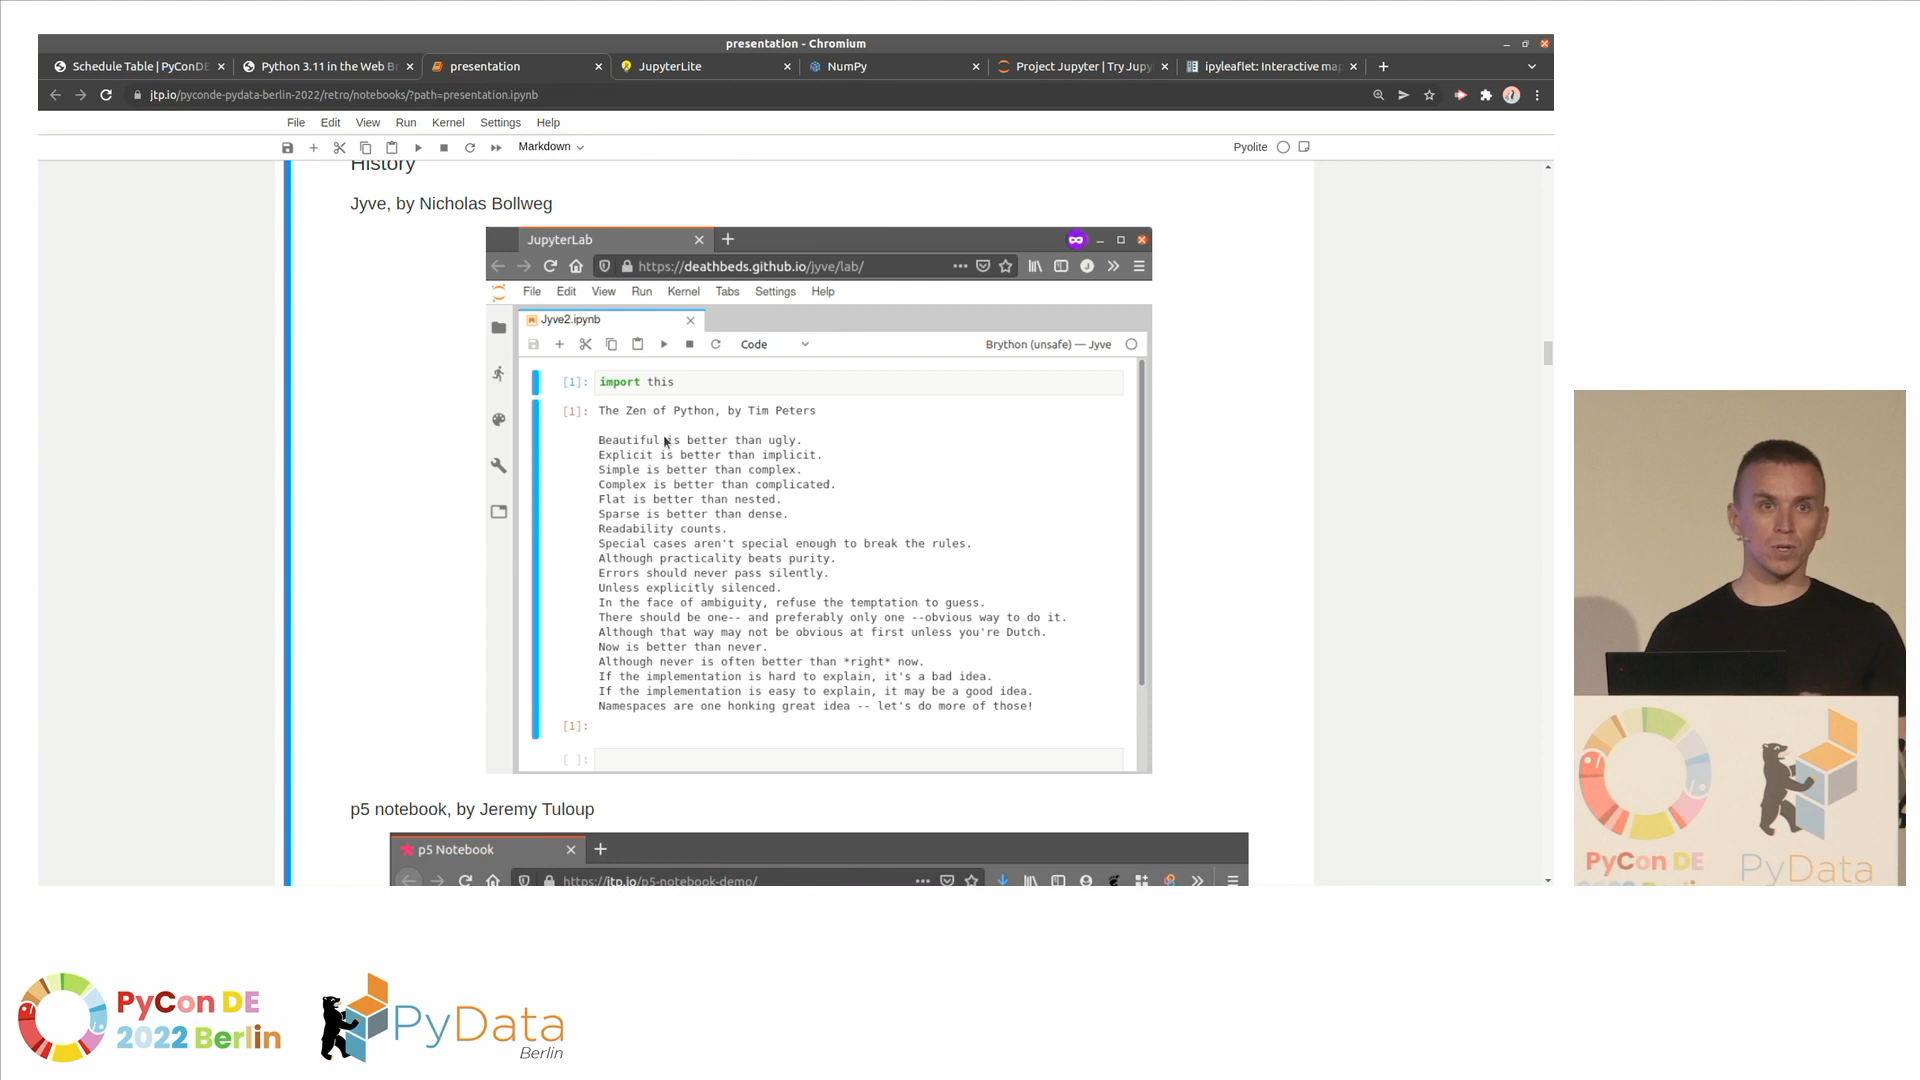 presentation - Chromium
Schedule Table | PyConDE
Python 3.11 in the Web B
presentation
JupyterLite
NumPy
Project Jupyter | Try Jupy
ipyleaflet: Interactive ma
jtp.io/pyconde-pydata-berlin-2022/retro/notebooks/?path=presentation.ipynb
File Edit View Run Kernel Settings Help
Markdown
Pyolite
History
Jyve, by Nicholas Bollweg
JupyterLab
https://deathbeds.github.io/jyve/lab/
File Edit View Run Kernel Tabs Settings Help
Jyve2.ipynb
Code
Brython (unsafe) — Jyve
[1]: import this
[1]: The Zen of Python, by Tim Peters
Beautiful is better than ugly.
Explicit is better than implicit.
Simple is better than complex.
Complex is better than complicated.
Flat is better than nested.
Sparse is better than dense.
Readability counts.
Special cases aren't special enough to break the rules.
Although practicality beats purity.
Errors should never pass silently.
Unless explicitly silenced.
In the face of ambiguity, refuse the temptation to guess.
There should be one-- and preferably only one --obvious way to do it.
Although that way may not be obvious at first unless you're Dutch.
Now is better than never.
Although never is often better than *right* now.
If the implementation is hard to explain, it's a bad idea.
If the implementation is easy to explain, it may be a good idea.
Namespaces are one honking great idea -- let's do more of those!
[1]:
[ ]:
p5 notebook, by Jeremy Tuloup
p5 Notebook
https://jtp.io/p5-notebook-demo/
PyCon DE
2022 Berlin
PyData
PyCon DE
2022 Berlin
PyData
Berlin